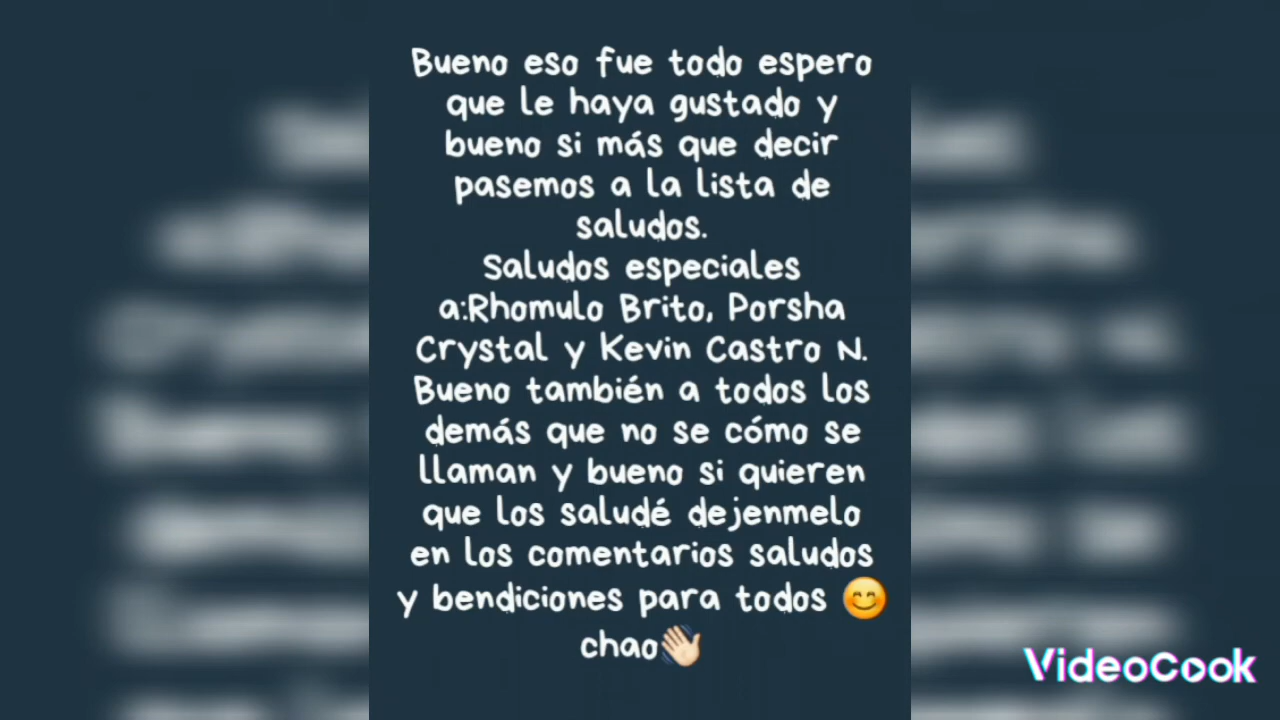 Bueno eso fue todo espero
que le haya gustado y
bueno si más que decir
pasemos a la lista de
saludos.
Saludos especiales
a:Rhomulo Brito, Porsha
Crystal y Kevin Castro N.
Bueno también a todos los
demás que no se cómo se
llaman y bueno si quieren
que los saludé dejenmelo
en los comentarios saludos
y bendiciones para todos 😊
chao👋🏻
VideoCook